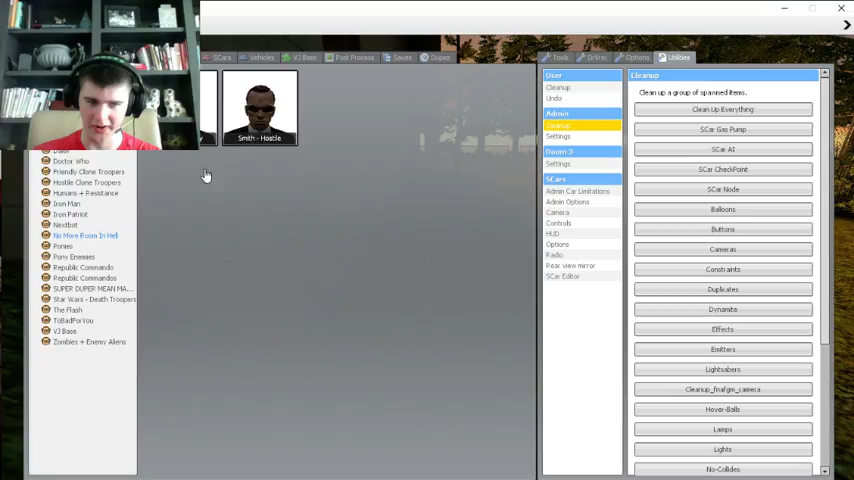 SCars
Vehicles
VJ Base
Post Process
Saves
Dupes
Tools
DrVrej
Options
Utilities
Smith - Hostile
Doctor Who
Friendly Clone Troopers
Hostile Clone Troopers
Humans + Resistance
Iron Man
Iron Patriot
Nextbot
No More Room In Hell
Ponies
Pony Enemies
Republic Commando
Republic Commandos
SUPER DUPER MEAN MA...
Star Wars - Death Troopers
The Flash
ToBadForYou
VJ Base
Zombies + Enemy Aliens
User
Cleanup
Undo
Admin
Cleanup
Settings
Doom 3
Settings
SCars
Admin Car Limitations
Admin Options
Camera
Controls
HUD
Options
Radio
Rear view mirror
SCar Editor
Cleanup
Clean up a group of spawned items.
Clean Up Everything
SCar Gas Pump
SCar AI
SCar CheckPoint
SCar Node
Balloons
Buttons
Cameras
Constraints
Duplicates
Dynamite
Effects
Emitters
Lightsabers
Cleanup_fnafgm_camera
Hover-Balls
Lamps
Lights
No-Collides